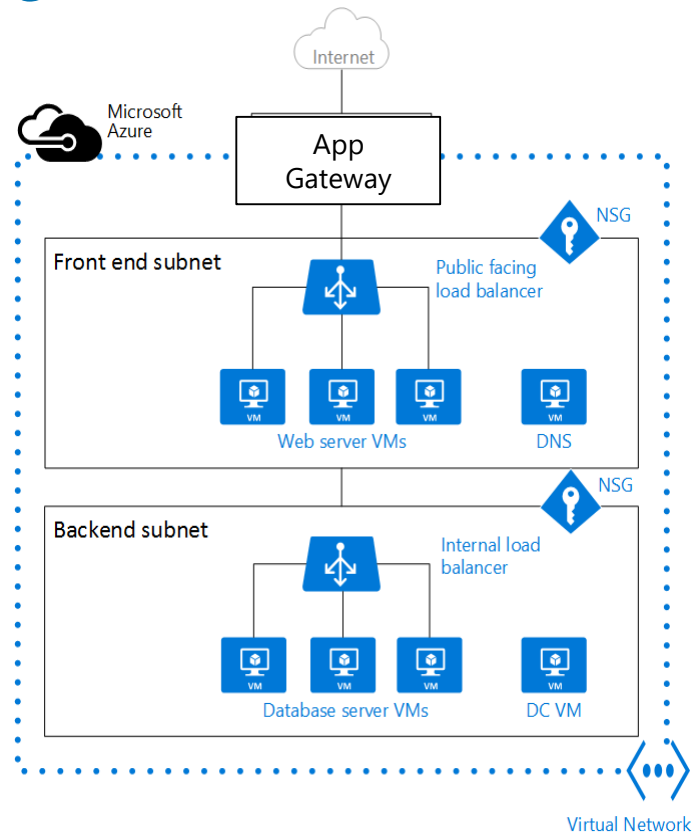 Internet
Microsoft
Azure
App
Gateway
NSG
Front end subnet
Public facing
load balancer
VM
VM
VM
VM
Web server VMs
DNS
NSG
Backend subnet
Internal load
balancer
VM
VM
VM
VM
Database server VMs
DC VM
Virtual Network